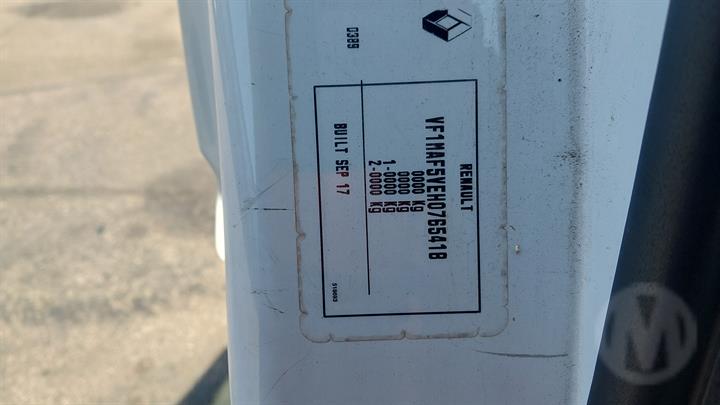 D389
RENAULT
VF1MAF5VEH0765418
0000 Kg
0000 Kg
1-0000 Kg
2-0000 Kg
BUILT SEP 17
M